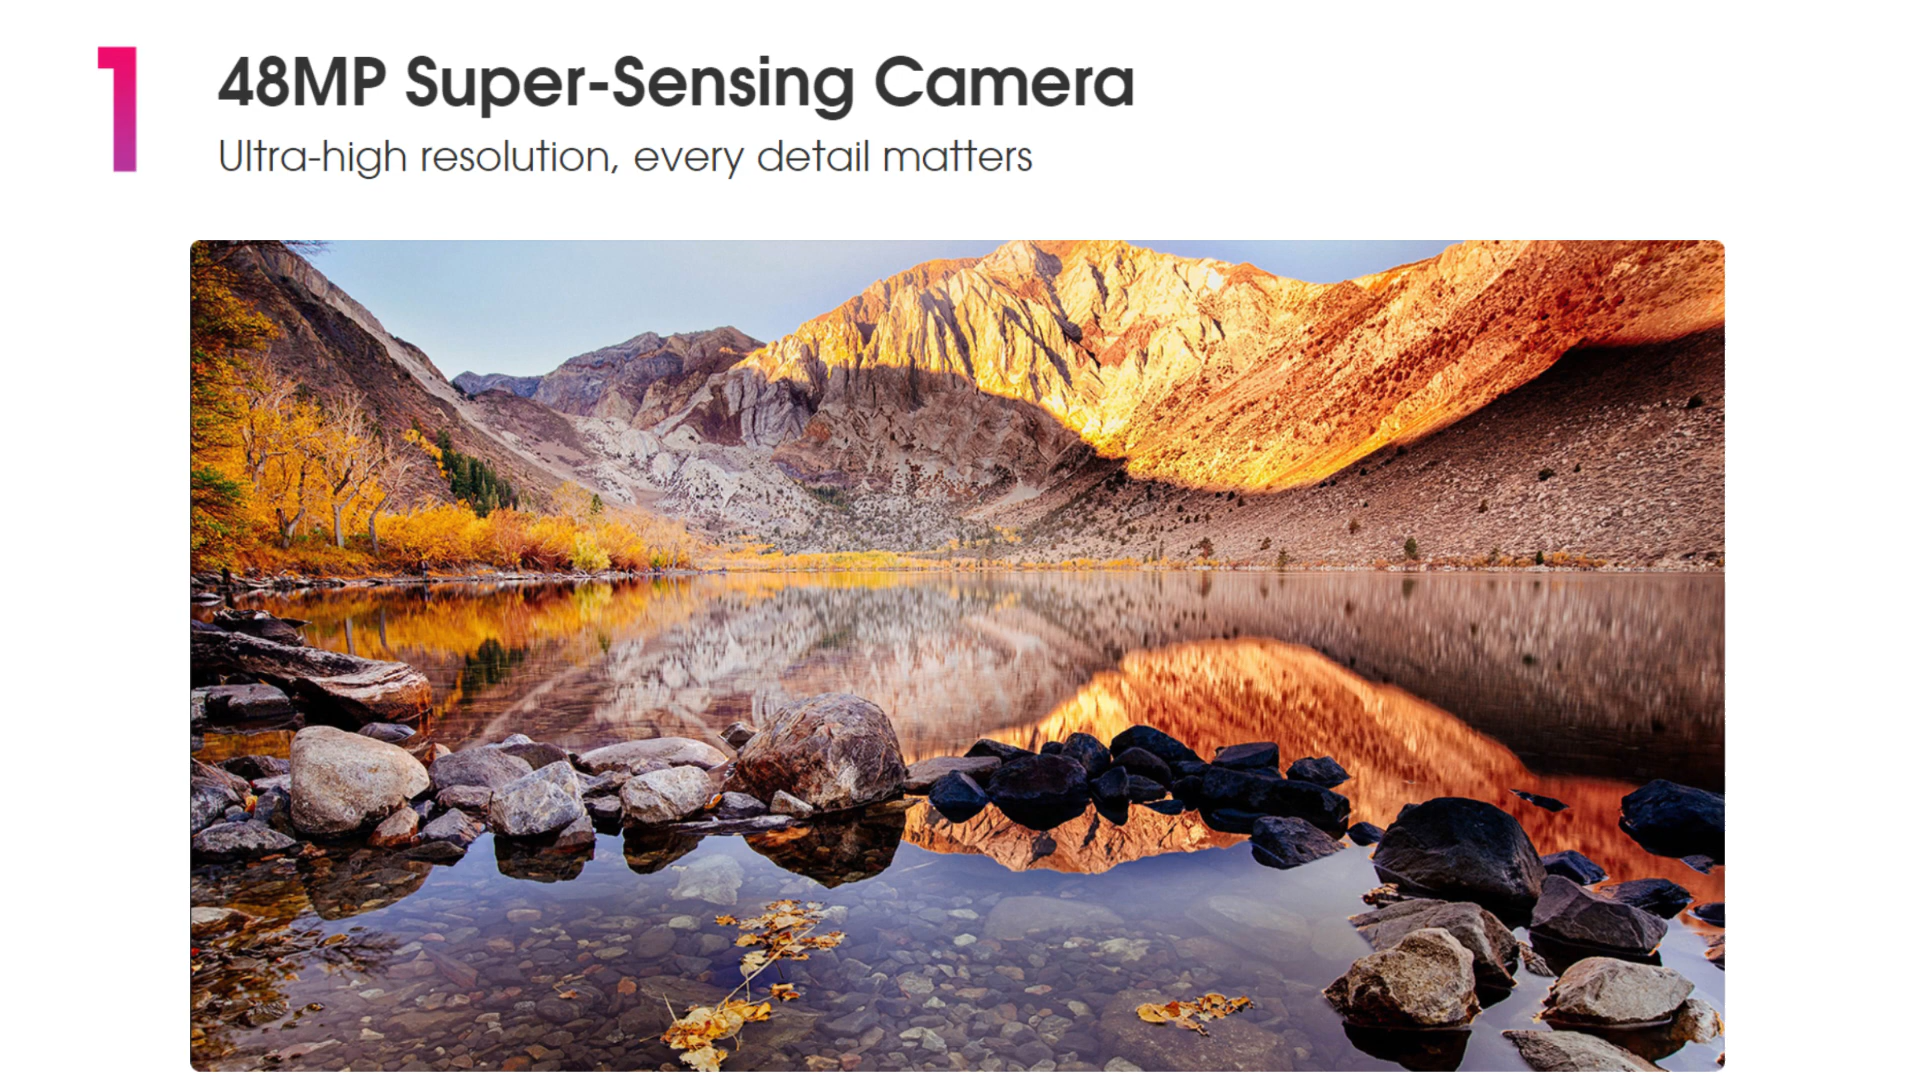 1
48MP Super-Sensing Camera
Ultra-high resolution, every detail matters